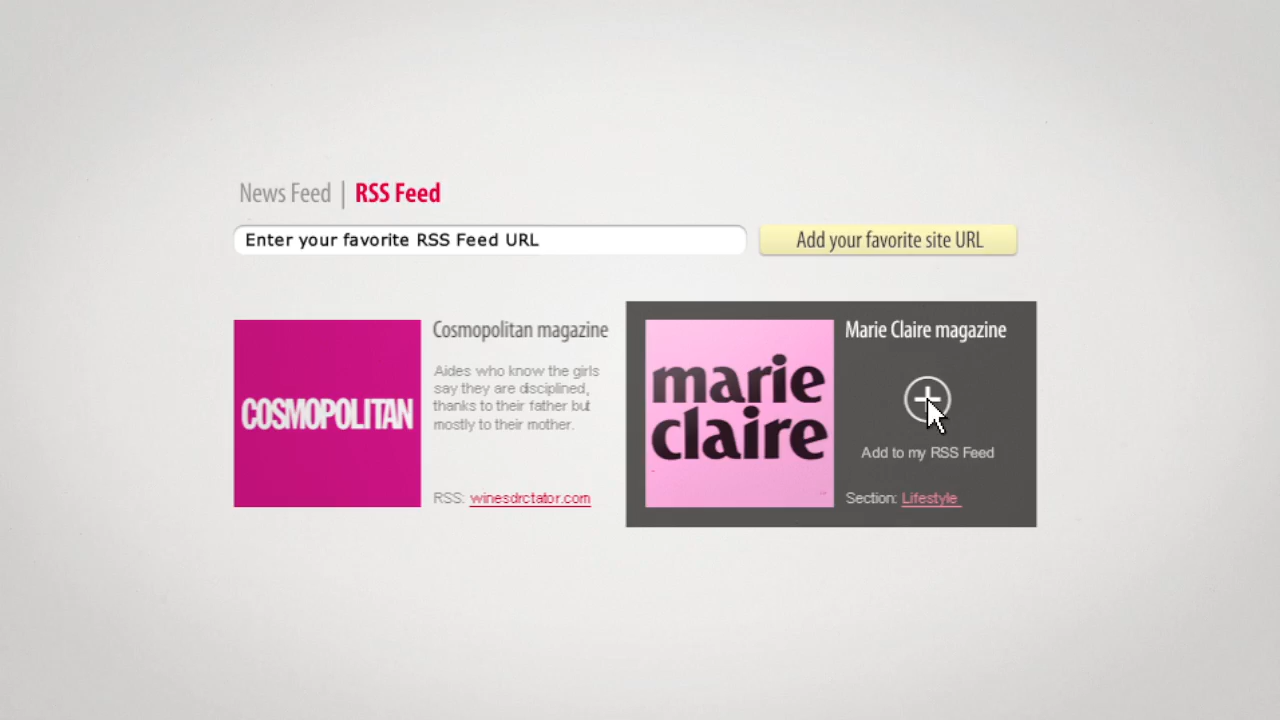 News Feed | RSS Feed
Enter your favorite RSS Feed URL
Add your favorite site URL
COSMOPOLITAN
Cosmopolitan magazine
Aides who know the girls
say they are disciplined,
thanks to their father but
mostly to their mother.
RSS: winesdrctator.com
marie
claire
Marie Claire magazine
Add to my RSS Feed
Section: Lifestyle